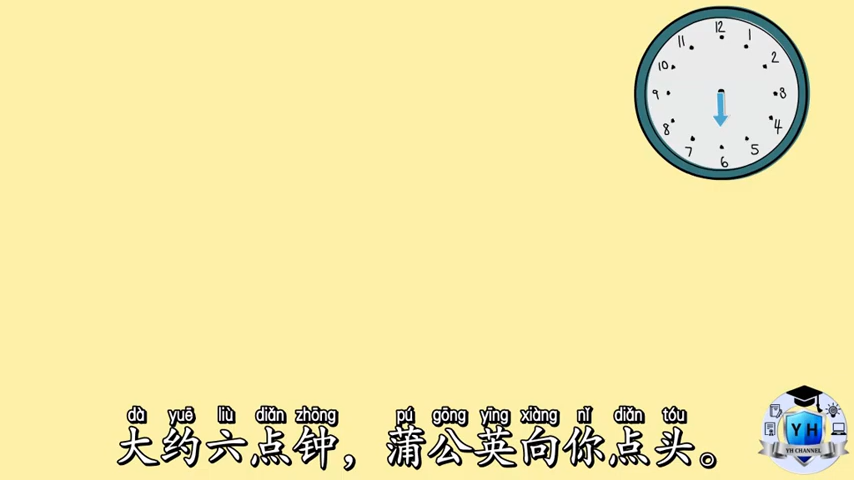 12
11 1
10 2
9 3
8 4
7 5
6
dà yuē liù diǎn zhōng pú gōng yīng xiàng nǐ diǎn tóu
大约六点钟，蒲公英向你点头。
Y H
YH CHANNEL